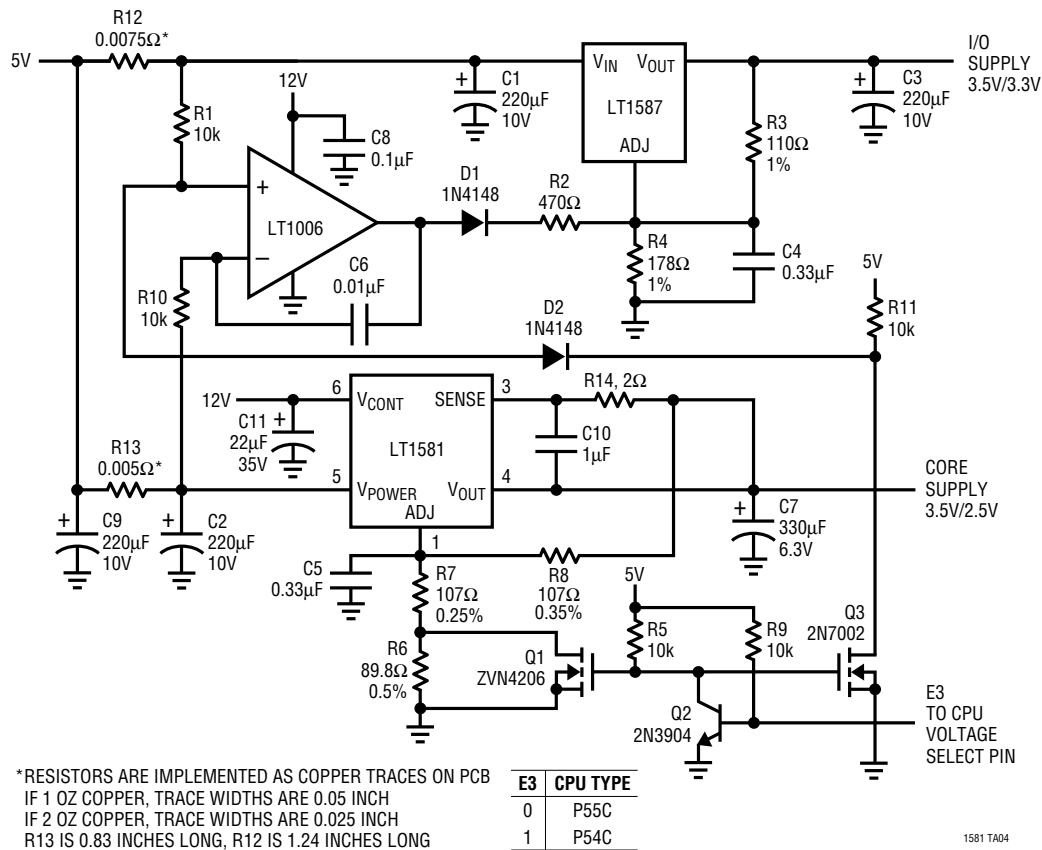 R12
0.0075Ω*
5V
12V
R1
10k
C8
0.1µF
+
C1
220µF
10V
VIN VOUT
LT1587
ADJ
I/O
SUPPLY
3.5V/3.3V
+
C3
220µF
10V
R3
110Ω
1%
+
LT1006
–
D1
1N4148
R2
470Ω
R4
178Ω
1%
C4
0.33µF
C6
0.01µF
R10
10k
5V
R11
10k
D2
1N4148
12V
C11
+
22µF
35V
6
VCONT
SENSE
3
LT1581
5
VPOWER
VOUT
4
ADJ
1
R14, 2Ω
C10
1µF
R13
0.005Ω*
+
C9
220µF
10V
+
C2
220µF
10V
CORE
SUPPLY
3.5V/2.5V
+
C7
330µF
6.3V
C5
0.33µF
R7
107Ω
0.25%
R8
107Ω
0.35%
R6
89.8Ω
0.5%
Q1
ZVN4206
5V
R5
10k
R9
10k
Q3
2N7002
Q2
2N3904
E3
TO CPU
VOLTAGE
SELECT PIN
*RESISTORS ARE IMPLEMENTED AS COPPER TRACES ON PCB
IF 1 OZ COPPER, TRACE WIDTHS ARE 0.05 INCH
IF 2 OZ COPPER, TRACE WIDTHS ARE 0.025 INCH
R13 IS 0.83 INCHES LONG, R12 IS 1.24 INCHES LONG
E3 CPU TYPE
0 P55C
1 P54C
1581 TA04